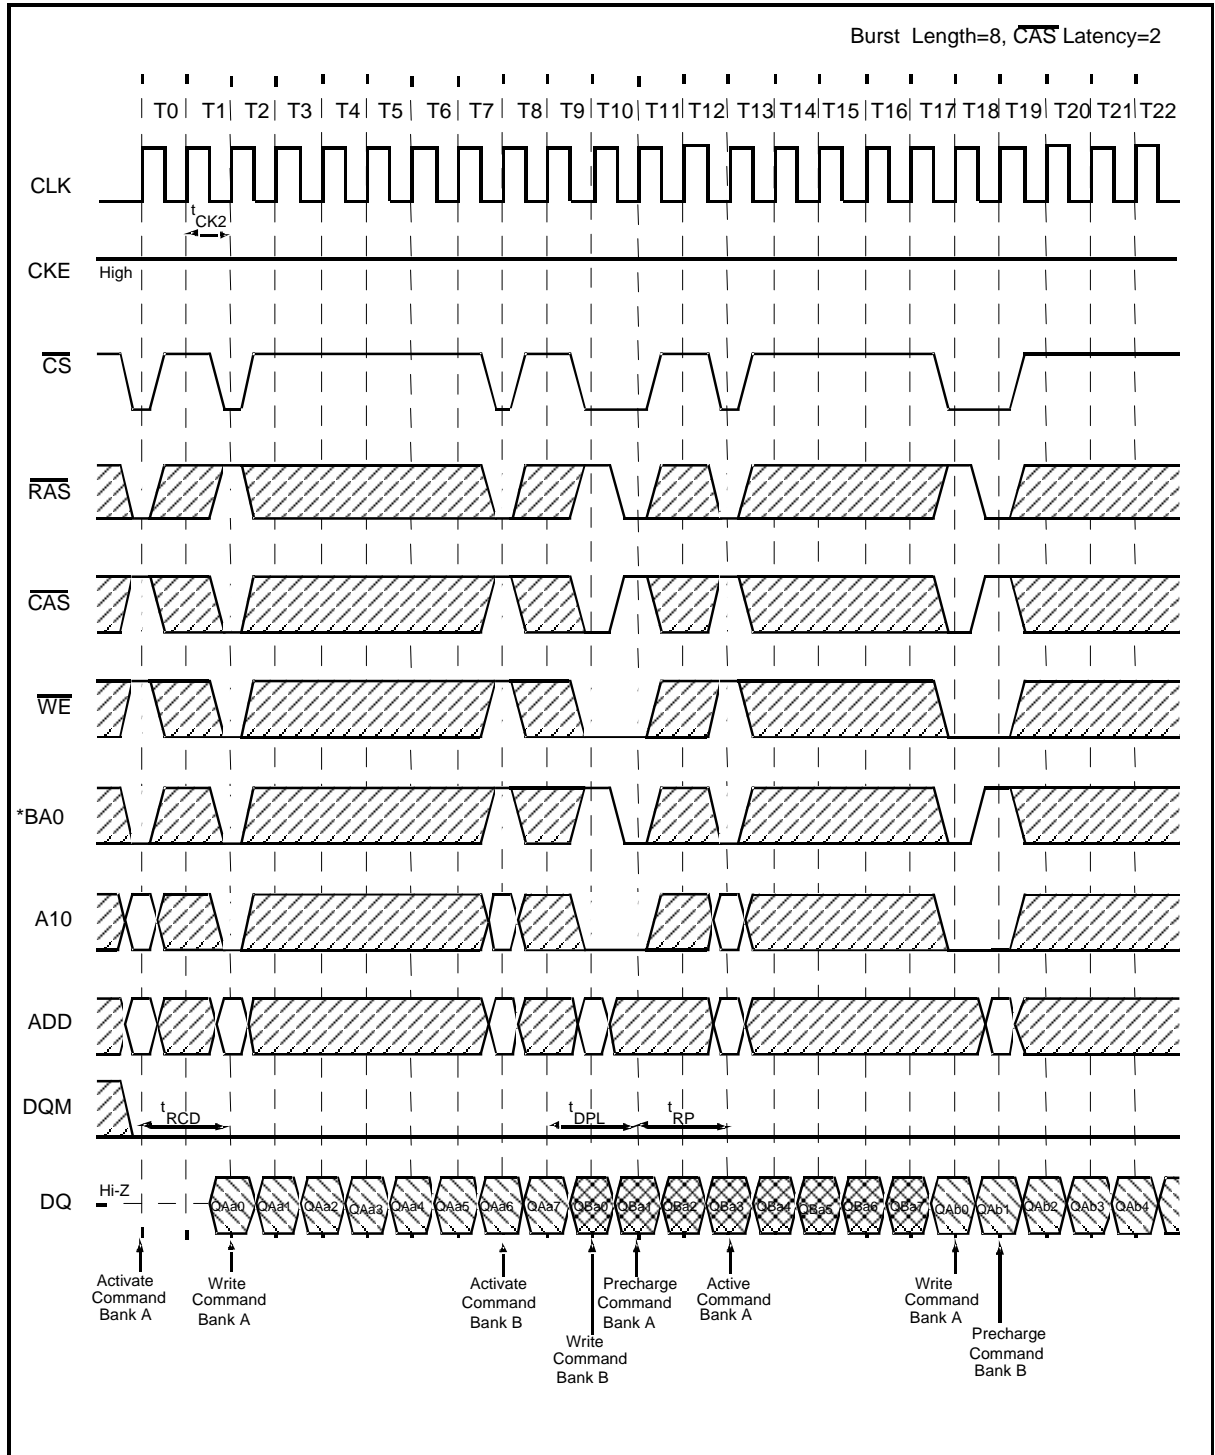 Burst Length=8, CAS Latency=2
T0 T1 T2 T3 T4 T5 T6 T7 T8 T9 T10 T11 T12 T13 T14 T15 T16 T17 T18 T19 T20 T21 T22
CLK
tCK2
CKE
High
CS
RAS
CAS
WE
*BA0
A10
ADD
DQM
tRCD tDPL tRP
DQ
Hi-Z
QAa0 QAa1 QAa2 QAa3 QAa4 QAa5 QAa6 QAa7 QBa0 QBa1 QBa2 QBa3 QBa4 QBa5 QBa6 QBa7 QAb0 QAb1 QAb2 QAb3 QAb4
Activate
Command
Bank A
Write
Command
Bank A
Activate
Command
Bank B
Write
Command
Bank B
Precharge
Command
Bank A
Active
Command
Bank A
Write
Command
Bank A
Precharge
Command
Bank B